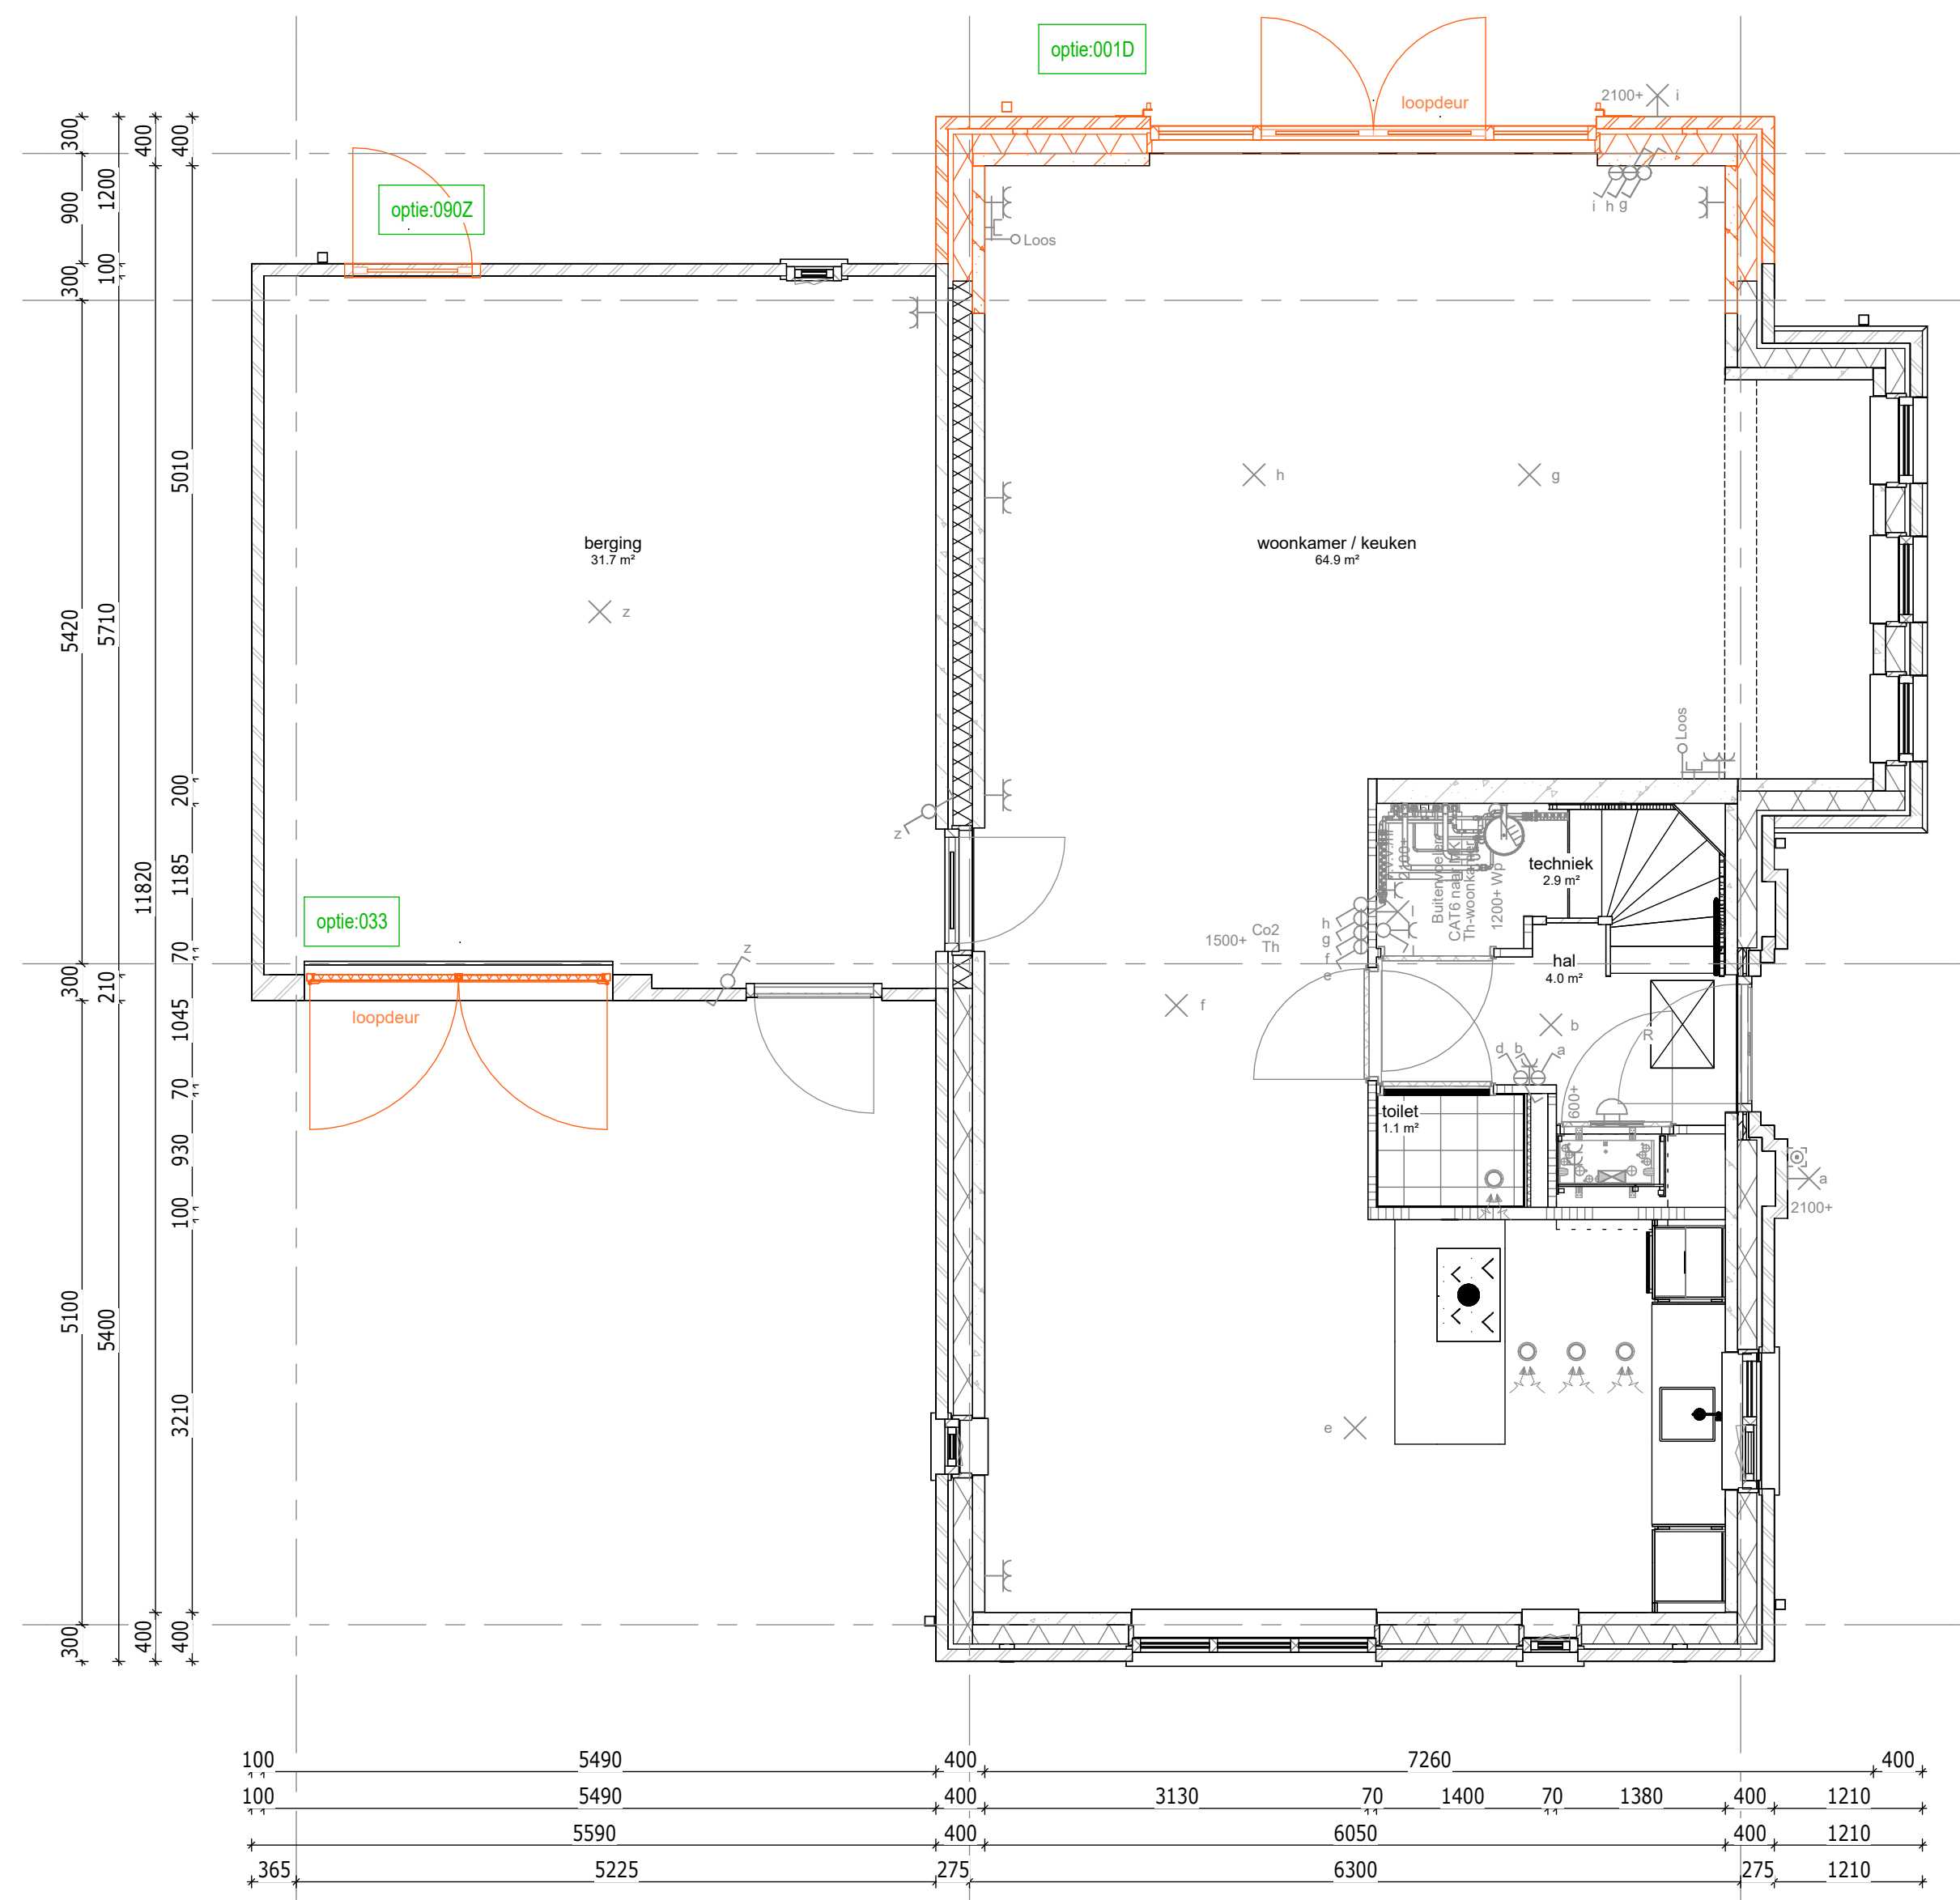 optie:001D
loopdeur
2100+ i
optie:090Z
i h g
Loos
h
g
berging
31.7 m²
woonkamer / keuken
64.9 m²
z
Loos
z
techniek
2.9 m²
2100+
Buitenvoeler
CAT6 naar MK
Th-woonkamer
1200+ Wp
optie:033
h
g
f
e
Co2
1500+
Th
z
hal
4.0 m²
loopdeur
f
b
R
d b a
600+
toilet
1.1 m²
a
2100+
e
300
900
300
5420
300
5100
300
1200
100
5710
210
5400
400
11820
400
400
5010
200
1185
70
1045
70
930
100
3210
400
100 5490 400 7260 400
100 5490 400 3130 70 1400 70 1380 400 1210
5590 400 6050 400 1210
365 5225 275 6300 275 1210